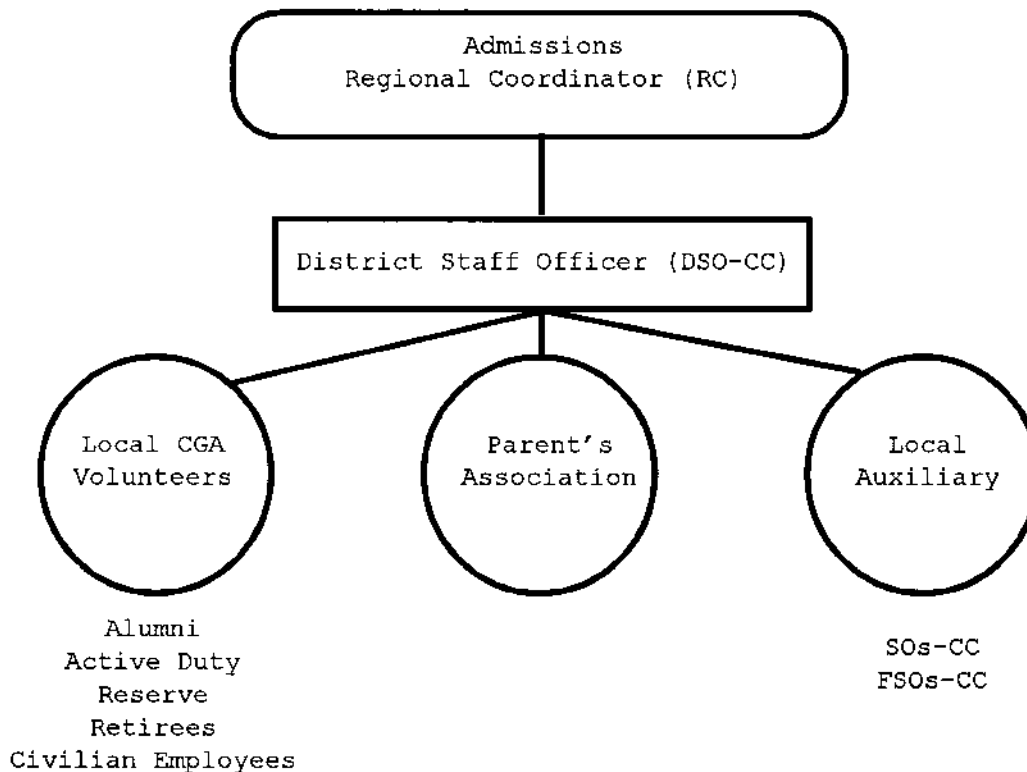 Admissions
Regional Coordinator (RC)
District Staff Officer (DSO-CC)
Local CGA
Volunteers
Parent's
Association
Local
Auxiliary
Alumni
Active Duty
Reserve
Retirees
Civilian Employees
SOs-CC
FSOs-CC